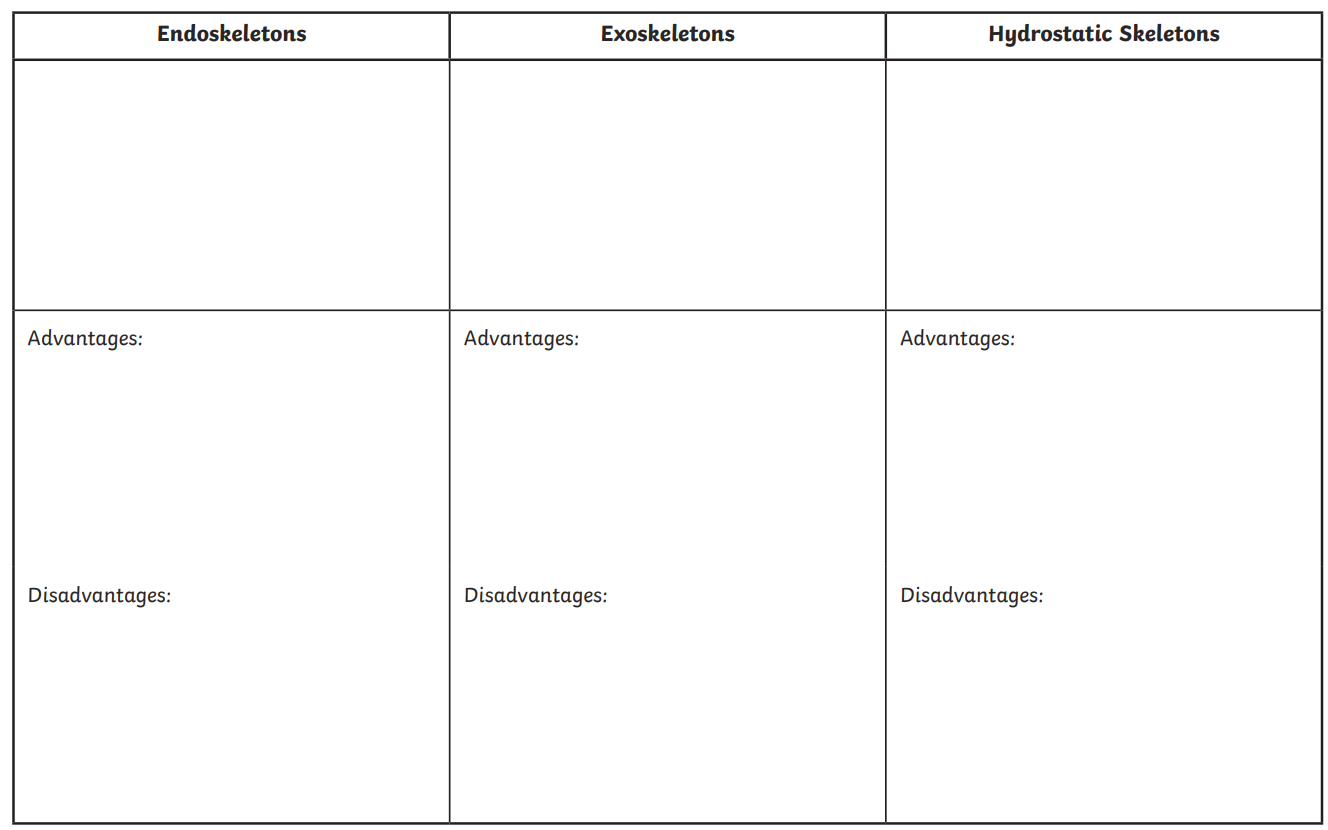 Endoskeletons
Exoskeletons
Hydrostatic Skeletons
Advantages:
Advantages:
Advantages:
Disadvantages:
Disadvantages:
Disadvantages: